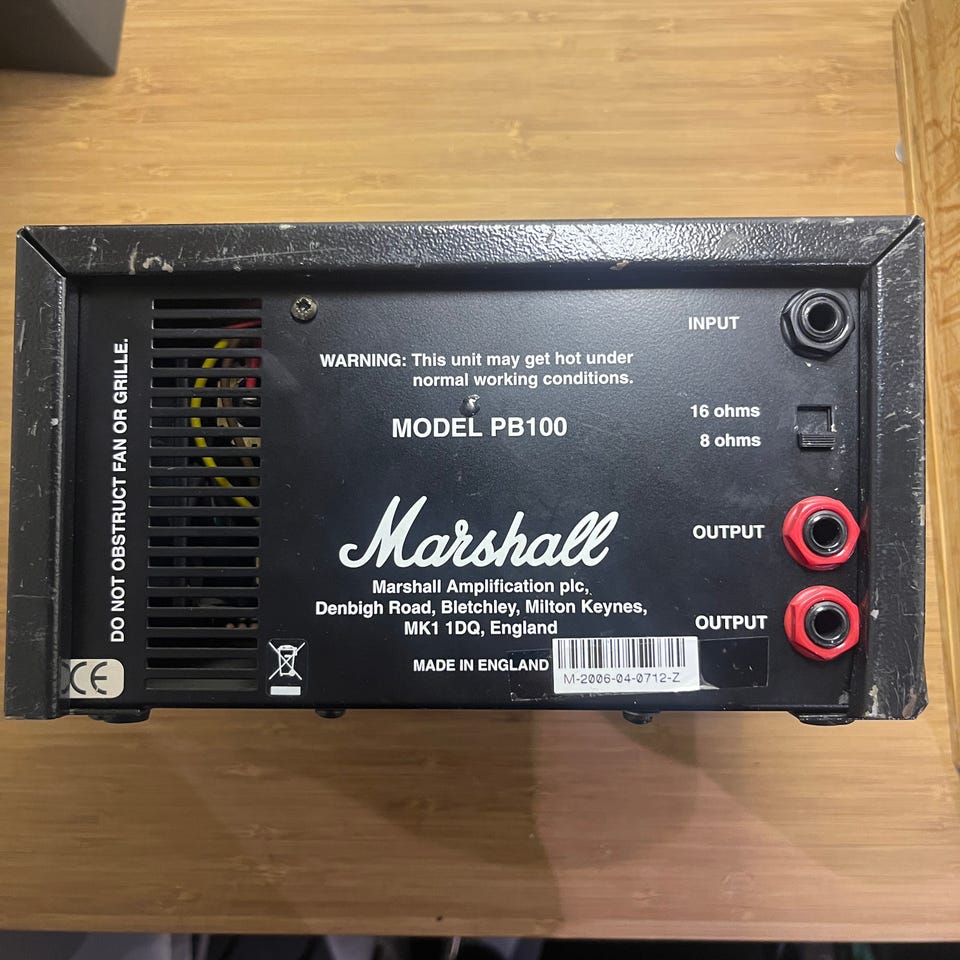 DO NOT OBSTRUCT FAN OR GRILLE.
WARNING: This unit may get hot under
normal working conditions.
MODEL PB100
Marshall
Marshall Amplification plc,
Denbigh Road, Bletchley, Milton Keynes,
MK1 1DQ, England
MADE IN ENGLAND
M-2006-04-0712-Z
CE
INPUT
16 ohms
8 ohms
OUTPUT
OUTPUT